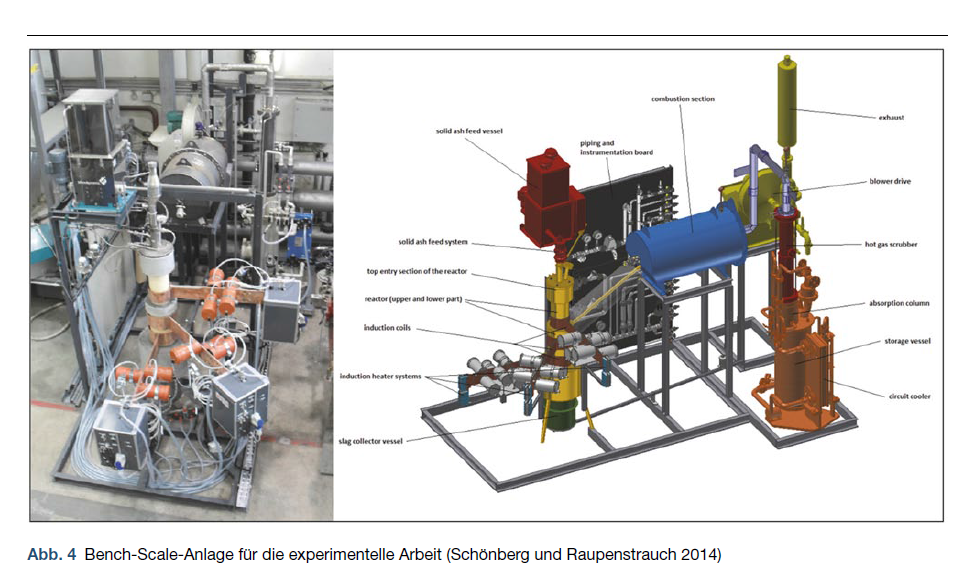 combustion section
exhaust
solid ash feed vessel
piping and
instrumentation board
blower drive
solid ash feed system
hot gas scrubber
top entry section of the reactor
reactor (upper and lower part)
absorption column
induction coils
storage vessel
induction heater systems
circuit cooler
slag collector vessel
Abb. 4 Bench-Scale-Anlage für die experimentelle Arbeit (Schönberg und Raupenstrauch 2014)